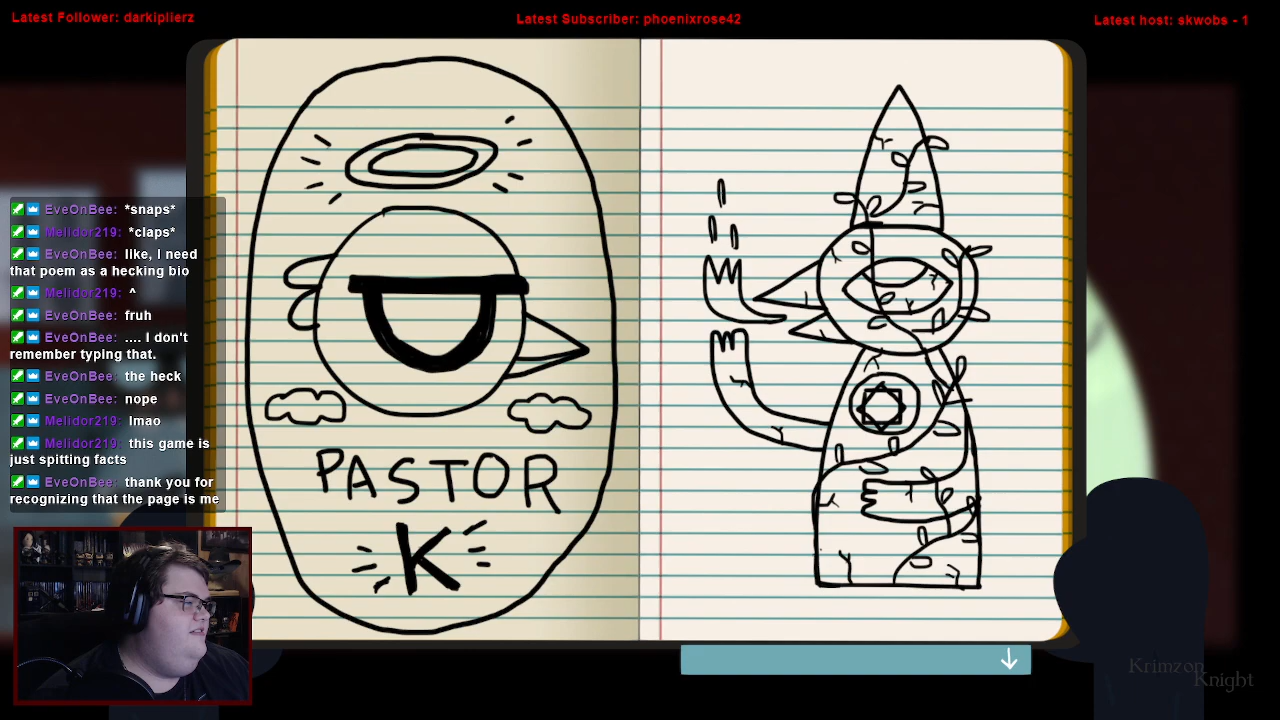 Latest Follower: darkiplierz
Latest Subscriber: phoenixrose42
Latest host: skwobs - 1
EveOnBee: *snaps*
Melidor219: *claps*
EveOnBee: like, I need
that poem as a hecking bio
Melidor219: ^
EveOnBee: fruh
EveOnBee: .... I don't
remember typing that.
EveOnBee: the heck
EveOnBee: nope
Melidor219: lmao
Melidor219: this game is
just spitting facts
EveOnBee: thank you for
recognizing that the page is me
PASTOR
K
Krimzon
Knight